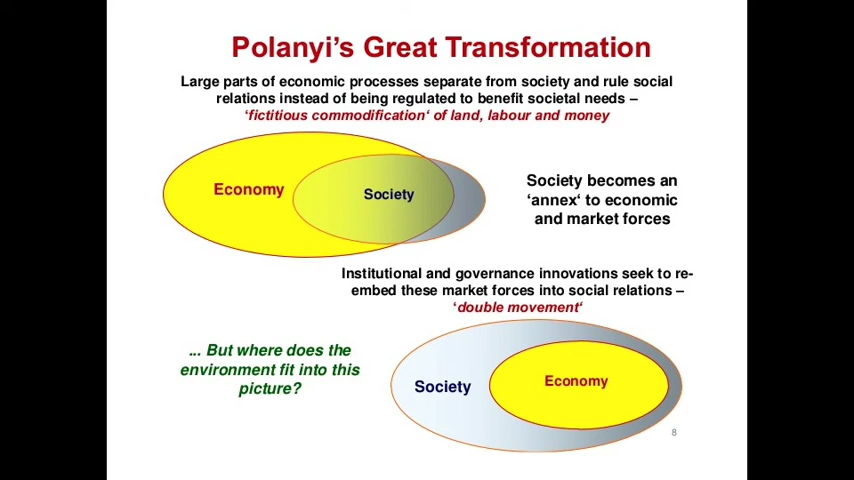 Polanyi's Great Transformation
Large parts of economic processes separate from society and rule social
relations instead of being regulated to benefit societal needs –
‘fictitious commodification‘ of land, labour and money
Economy
Society
Society becomes an
‘annex‘ to economic
and market forces
Institutional and governance innovations seek to re-
embed these market forces into social relations –
‘double movement‘
... But where does the
environment fit into this
picture?
Society
Economy
8